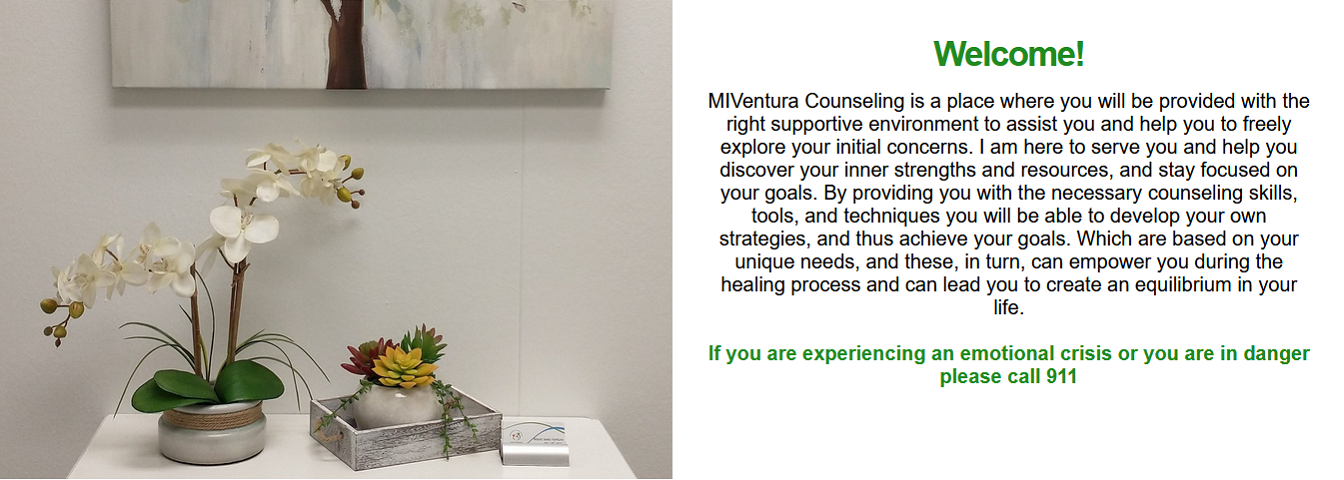 Welcome!
MIVentura Counseling is a place where you will be provided with the
right supportive environment to assist you and help you to freely
explore your initial concerns. I am here to serve you and help you
discover your inner strengths and resources, and stay focused on
your goals. By providing you with the necessary counseling skills,
tools, and techniques you will be able to develop your own
strategies, and thus achieve your goals. Which are based on your
unique needs, and these, in turn, can empower you during the
healing process and can lead you to create an equilibrium in your
life.
If you are experiencing an emotional crisis or you are in danger
please call 911